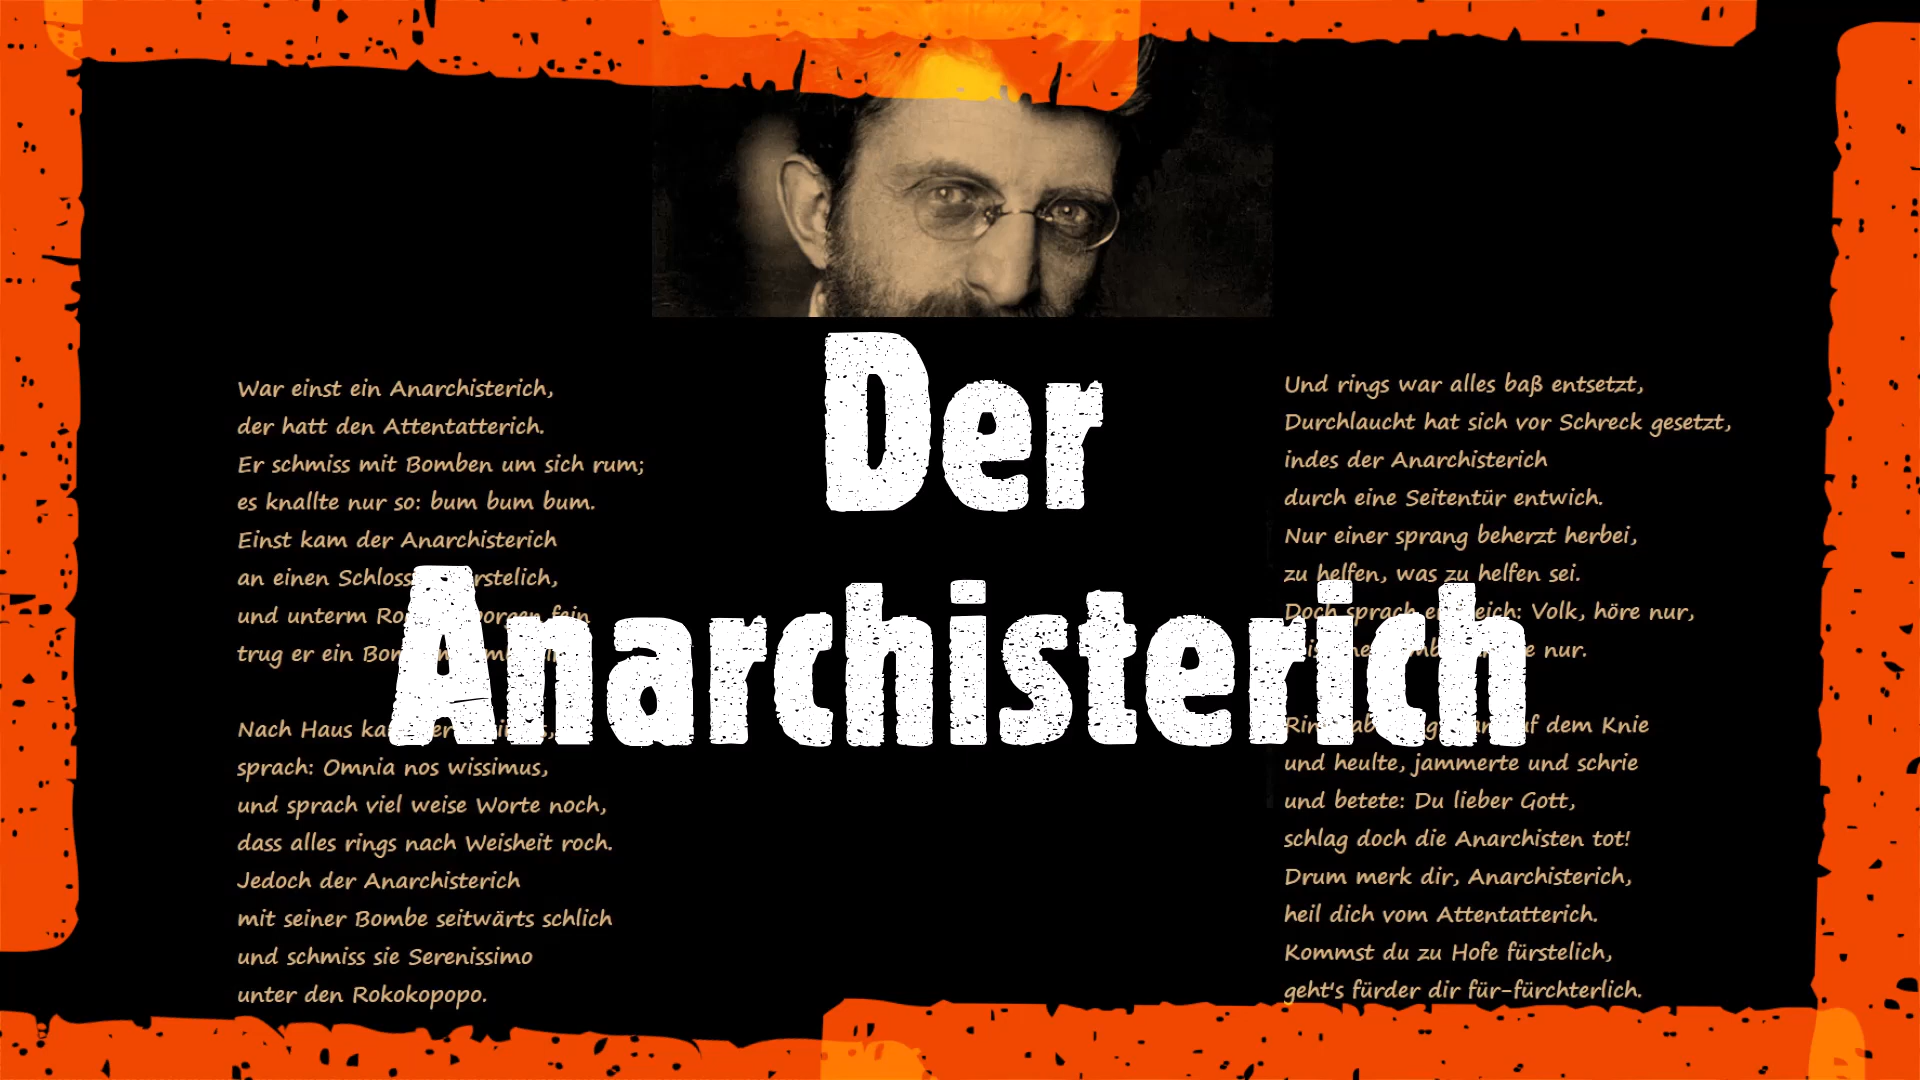 Der
Anarchisterich
War einst ein Anarchisterich,
der hatt den Attentatterich.
Er schmiss mit Bomben um sich rum;
es knallte nur so: bum bum bum.
Einst kam der Anarchisterich
an einen
und unterm fein
trug er ein
Nach Haus
sprach: Omnia nos wissimus,
und sprach viel weise Worte noch,
dass alles rings nach Weisheit roch.
Jedoch der Anarchisterich
mit seiner Bombe seitwärts schlich
und schmiss sie Serenissimo
unter den Rokokopopo.
Und rings war alles baß entsetzt,
Durchlaucht hat sich vor Schreck gesetzt,
indes der Anarchisterich
durch eine Seitentür entwich.
Nur einer sprang beherzt herbei,
zu helfen, was zu helfen sei.
Doch sprach Volk, höre nur,
nur.
dem Knie
und heulte, jammerte und schrie
und betete: Du lieber Gott,
schlag doch die Anarchisten tot!
Drum merk dir, Anarchisterich,
heil dich vom Attentatterich.
Kommst du zu Hofe fürstelich,
geht's fürder dir für-fürchterlich.